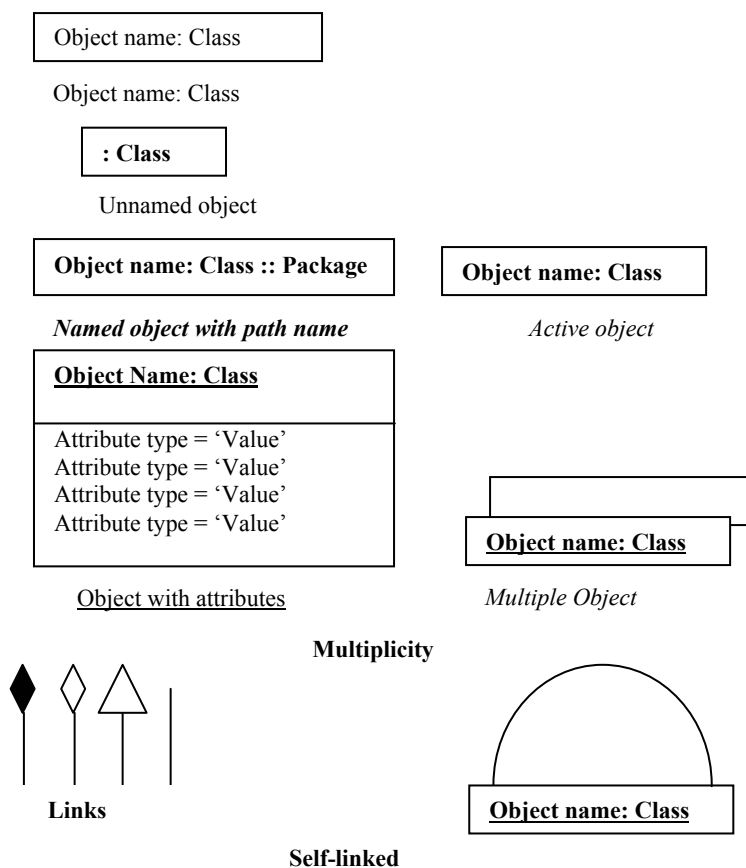 Object name: Class
Object name: Class
: Class
Unnamed object
Object name: Class :: Package
Object name: Class
Named object with path name
Active object
Object Name: Class
Attribute type = ‘Value’
Attribute type = ‘Value’
Attribute type = ‘Value’
Attribute type = ‘Value’
Object name: Class
Object with attributes
Multiple Object
Multiplicity
Links
Object name: Class
Self-linked